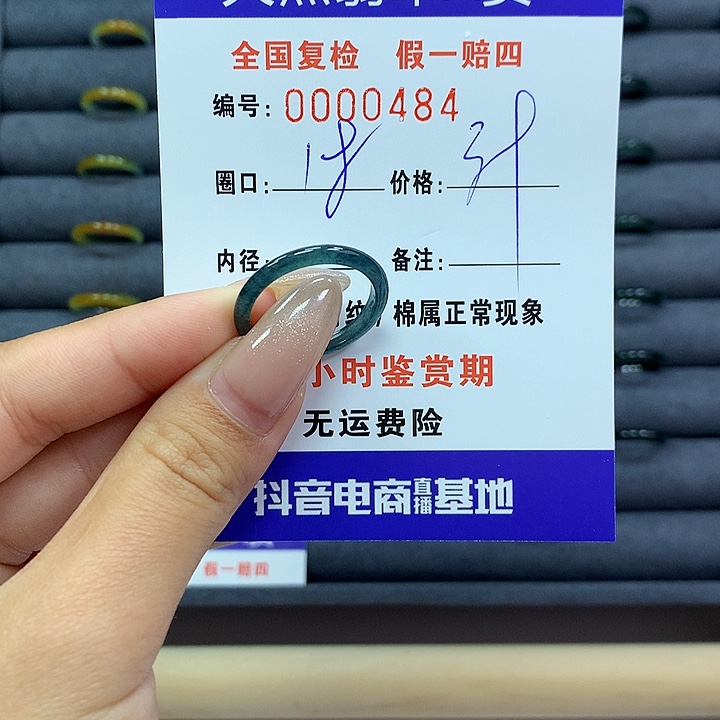 全国复检 假一赔四
编号: 0000484
圈口: 18 价格:
内径: 备注:
纹/棉属正常现象
小时鉴赏期
无运费险
抖音电商直播基地
假一赔四